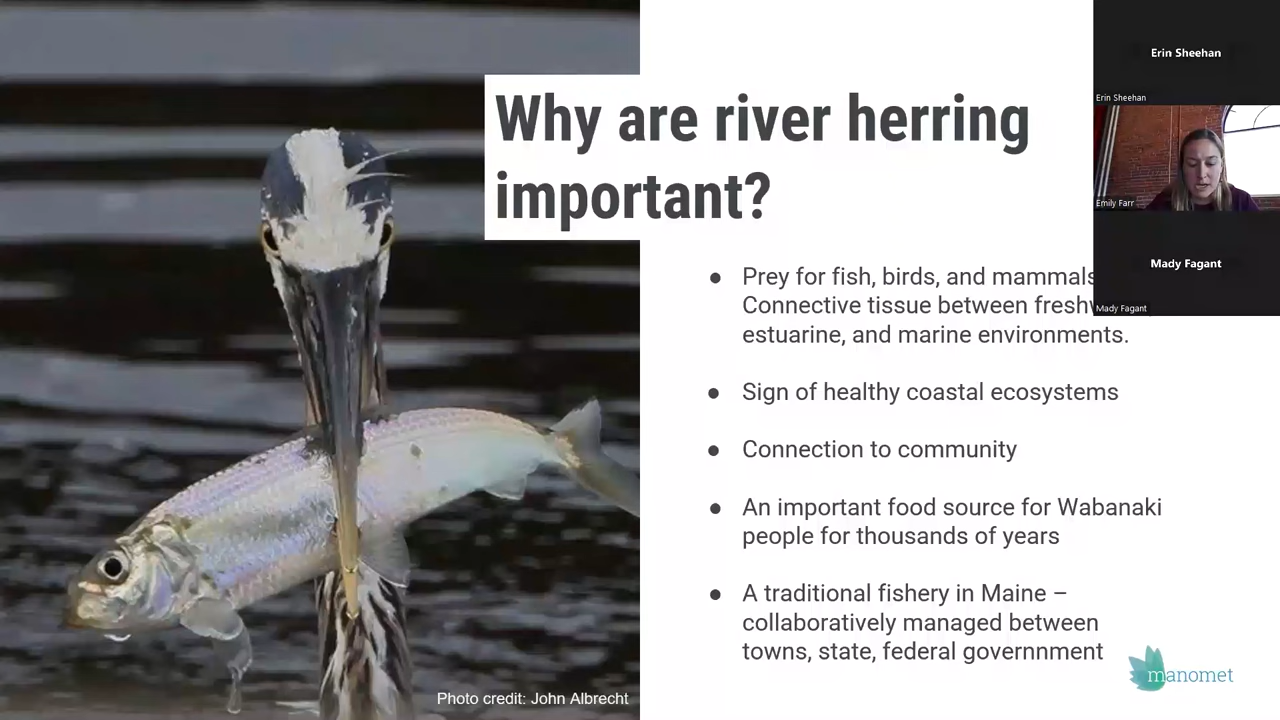 Why are river herring
important?
● Prey for fish, birds, and mammals
Connective tissue between
estuarine, and marine environments.
● Sign of healthy coastal ecosystems
● Connection to community
● An important food source for Wabanaki
people for thousands of years
● A traditional fishery in Maine –
collaboratively managed between
towns, state, federal governnment
Photo credit: John Albrecht
manomet
Erin Sheehan
Erin Sheehan
Emily Farr
Mady Fagant
Mady Fagant